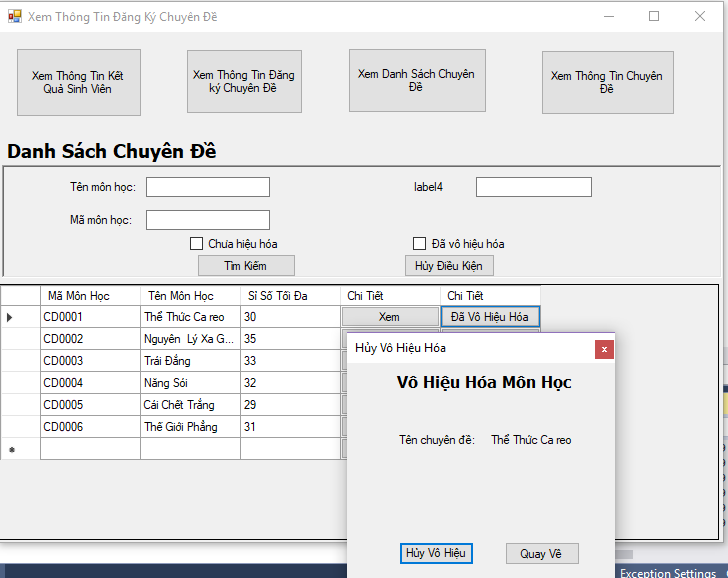 Xem Thông Tin Đăng Ký Chuyên Đề
Xem Thông Tin Kết
Quả Sinh Viên
Xem Thông Tin Đăng
ký Chuyên Đề
Xem Danh Sách Chuyên
Đề
Xem Thông Tin Chuyên
Đề
Danh Sách Chuyên Đề
Tên môn học:
label4
Mã môn học:
Chưa hiệu hóa
Đã vô hiệu hóa
Tìm Kiếm
Hủy Điều Kiện
Mã Môn Học Tên Môn Học Sỉ Số Tối Đa Chi Tiết Chi Tiết
CD0001 Thể Thức Ca reo 30 Xem Đã Vô Hiệu Hóa
CD0002 Nguyên Lý Xa G... 35
CD0003 Trái Đắng 33
CD0004 Năng Sói 32
CD0005 Cái Chết Trắng 29
CD0006 Thế Giới Phẳng 31
Hủy Vô Hiệu Hóa
Vô Hiệu Hóa Môn Học
Tên chuyên đề: Thể Thức Ca reo
Hủy Vô Hiệu
Quay Về
Exception Settings